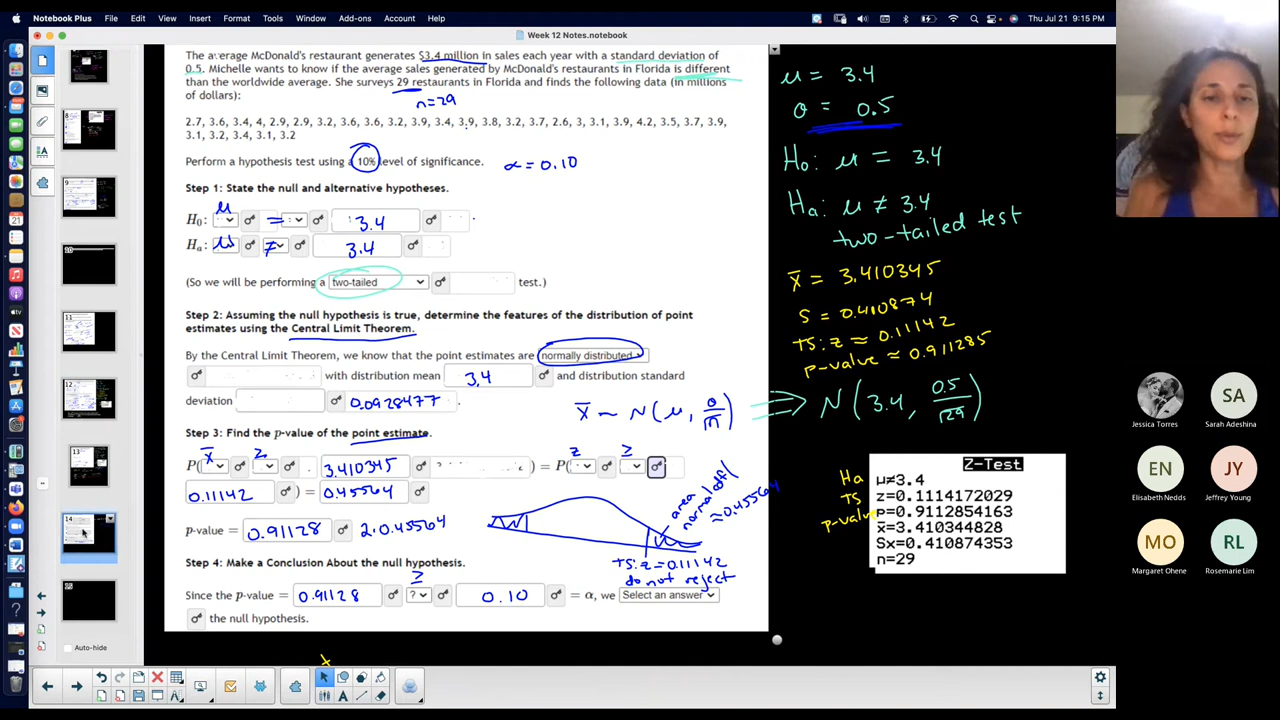 Notebook Plus File Edit View Insert Format Tools Window Add-ons Account Help Thu Jul 21 9:15 PM
Week 12 Notes.notebook
The average McDonald's restaurant generates $3.4 million in sales each year with a standard deviation of
0.5. Michelle wants to know if the average sales generated by McDonald's restaurants in Florida is different
than the worldwide average. She surveys 29 restaurants in Florida and finds the following data (in millions
of dollars):
n=29
2.7, 3.6, 3.4, 4, 2.9, 2.9, 3.2, 3.6, 3.6, 3.2, 3.9, 3.4, 3.9, 3.8, 3.2, 3.7, 2.6, 3, 3.1, 3.9, 4.2, 3.5, 3.7, 3.9,
3.1, 3.2, 3.4, 3.1, 3.2
Perform a hypothesis test using a 10% level of significance. α = 0.10
Step 1: State the null and alternative hypotheses.
H0: μ = 3.4
Ha: μ ≠ 3.4
(So we will be performing a two-tailed test.)
Step 2: Assuming the null hypothesis is true, determine the features of the distribution of point
estimates using the Central Limit Theorem.
By the Central Limit Theorem, we know that the point estimates are normally distributed
with distribution mean 3.4 and distribution standard
deviation 0.0928477 .
x̄ ~ N(μ, σ/√n)
Step 3: Find the p-value of the point estimate.
P( x̄ ≥ 3.410345 = P( z ≥
0.11142 ) = 0.45564
p-value = 0.91128 2·0.45564
area
normalcdf
≈0.45564
TS: z=0.11142
do not reject
Step 4: Make a Conclusion About the null hypothesis.
Since the p-value = 0.91128 ≥ ? 0.10 = α, we Select an answer
the null hypothesis.
μ = 3.4
σ = 0.5
H0: μ = 3.4
Ha: μ ≠ 3.4
two-tailed test
x̄ = 3.410345
S = 0.410874
TS: z ≈ 0.11142
p-value ≈ 0.911285
N(3.4, 0.5/√29)
Z-Test
Ha μ≠3.4
TS z=0.1114172029
p-value P=0.9112854163
x̄=3.410344828
Sx=0.410874353
n=29
8
9
10
11
12
13
14
15
Auto-hide
SA
Jessica Torres Sarah Adeshina
EN JY
Elisabeth Nedds Jeffrey Young
MO RL
Margaret Ohene Rosemarie Lim